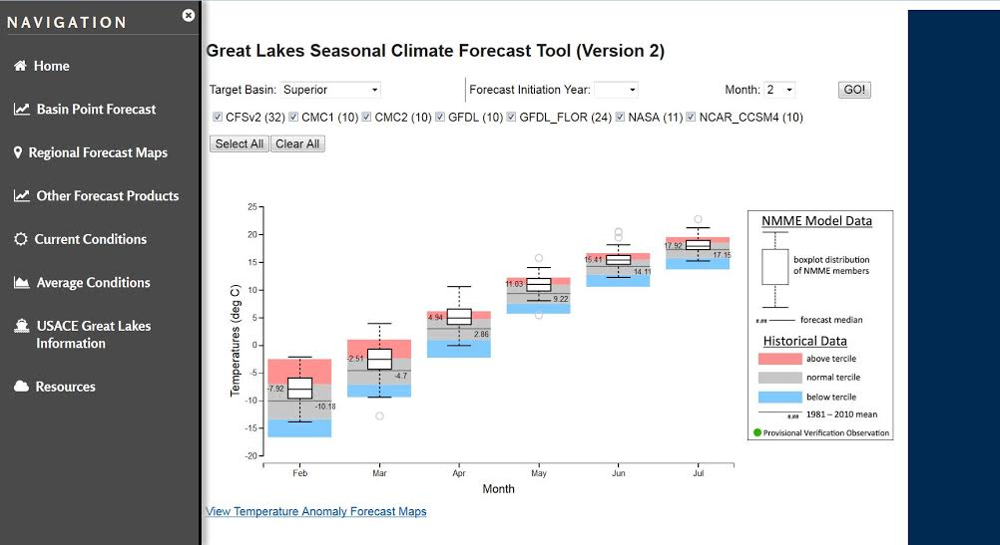 NAVIGATION
Home
Basin Point Forecast
Regional Forecast Maps
Other Forecast Products
Current Conditions
Average Conditions
USACE Great Lakes
Information
Resources
Great Lakes Seasonal Climate Forecast Tool (Version 2)
Target Basin: Superior Forecast Initiation Year: Month: 2 GO!
CFSv2 (32) CMC1 (10) CMC2 (10) GFDL (10) GFDL_FLOR (24) NASA (11) NCAR_CCSM4 (10)
Select All Clear All
Temperatures (deg C)
25
20
15
10
5
0
-5
-10
-15
-20
-7.92
-10.18
-2.51
-4.7
4.94
2.86
11.03
9.22
15.41
14.11
17.92
17.15
Feb Mar Apr May Jun Jul
Month
NMME Model Data
boxplot distribution
of NMME members
#.## forecast median
Historical Data
above tercile
normal tercile
below tercile
#.## 1981 – 2010 mean
Provisional Verification Observation
View Temperature Anomaly Forecast Maps